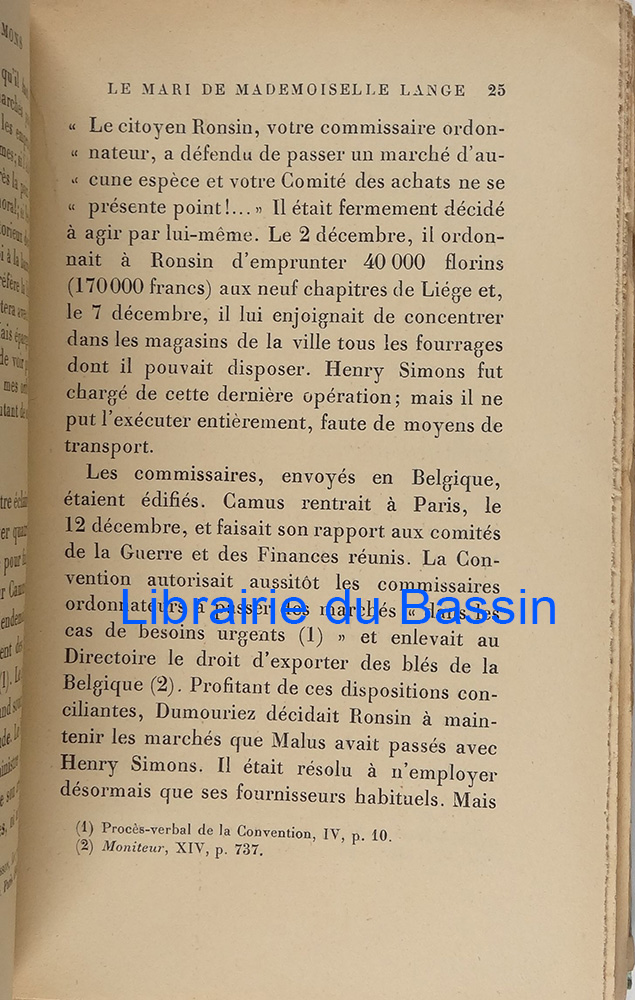 LE MARI DE MADEMOISELLE LANGE 25
« Le citoyen Ronsin, votre commissaire ordon-
« nateur, a défendu de passer un marché d'au-
« cune espèce et votre Comité des achats ne se
« présente point!... » Il était fermement décidé
à agir par lui-même. Le 2 décembre, il ordon-
nait à Ronsin d'emprunter 40 000 florins
(170 000 francs) aux neuf chapitres de Liége et,
le 7 décembre, il lui enjoignait de concentrer
dans les magasins de la ville tous les fourrages
dont il pouvait disposer. Henry Simons fut
chargé de cette dernière opération; mais il ne
put l'exécuter entièrement, faute de moyens de
transport.
Les commissaires, envoyés en Belgique,
étaient édifiés. Camus rentrait à Paris, le
12 décembre, et faisait son rapport aux comités
de la Guerre et des Finances réunis. La Con-
vention autorisait aussitôt les commissaires
ordonnateurs à passer des marchés « dans les
Librairie du Bassin
cas de besoins urgents (1) » et enlevait au
Directoire le droit d'exporter des blés de la
Belgique (2). Profitant de ces dispositions con-
ciliantes, Dumouriez décidait Ronsin à main-
tenir les marchés que Malus avait passés avec
Henry Simons. Il était résolu à n'employer
désormais que ses fournisseurs habituels. Mais
(1) Procès-verbal de la Convention, IV, p. 10.
(2) Moniteur, XIV, p. 737.